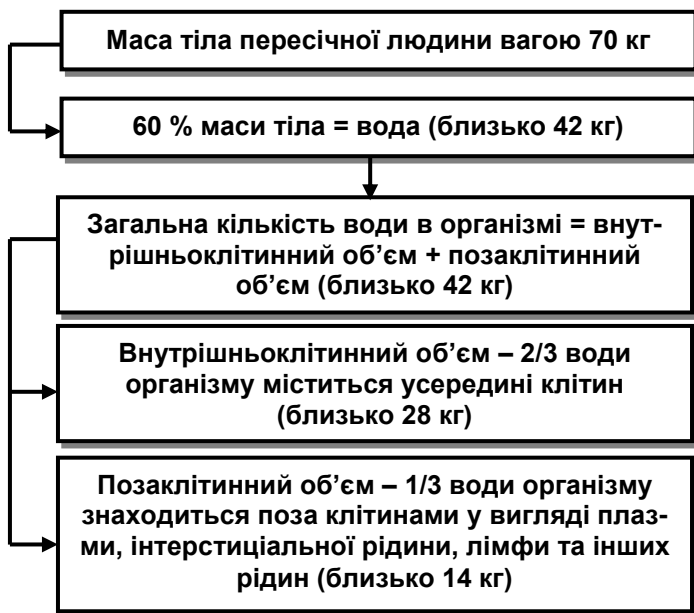 Маса тіла пересічної людини вагою 70 кг
60 % маси тіла = вода (близько 42 кг)
Загальна кількість води в організмі = внут-
рішньоклітинний об’єм + позаклітинний
об’єм (близько 42 кг)
Внутрішньоклітинний об’єм – 2/3 води
організму міститься усередині клітин
(близько 28 кг)
Позаклітинний об’єм – 1/3 води організму
знаходиться поза клітинами у вигляді плаз-
ми, інтерстиціальної рідини, лімфи та інших
рідин (близько 14 кг)